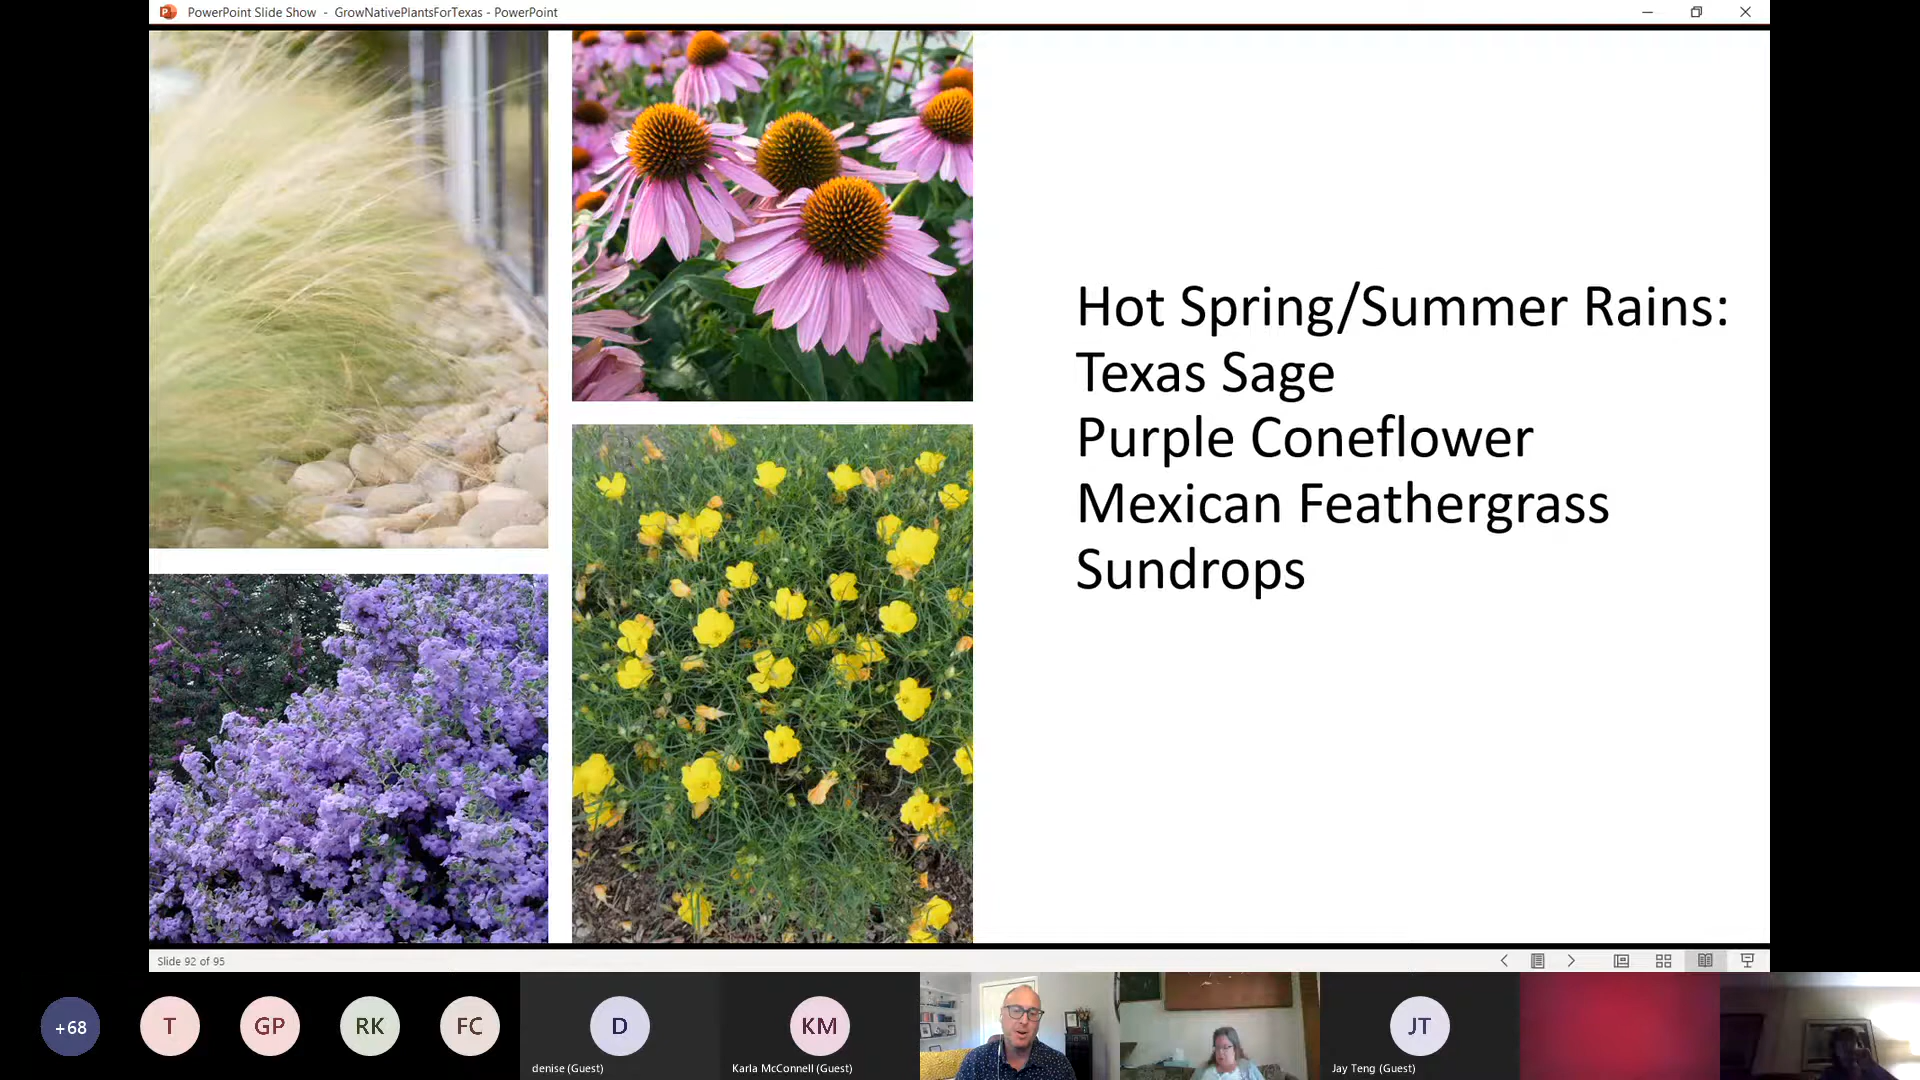 PowerPoint Slide Show - GrowNativePlantsForTexas - PowerPoint
Hot Spring/Summer Rains:
Texas Sage
Purple Coneflower
Mexican Feathergrass
Sundrops
Slide 92 of 95
+68
T
GP
RK
FC
D
KM
JT
denise (Guest)
Karla McConnell (Guest)
Jay Teng (Guest)